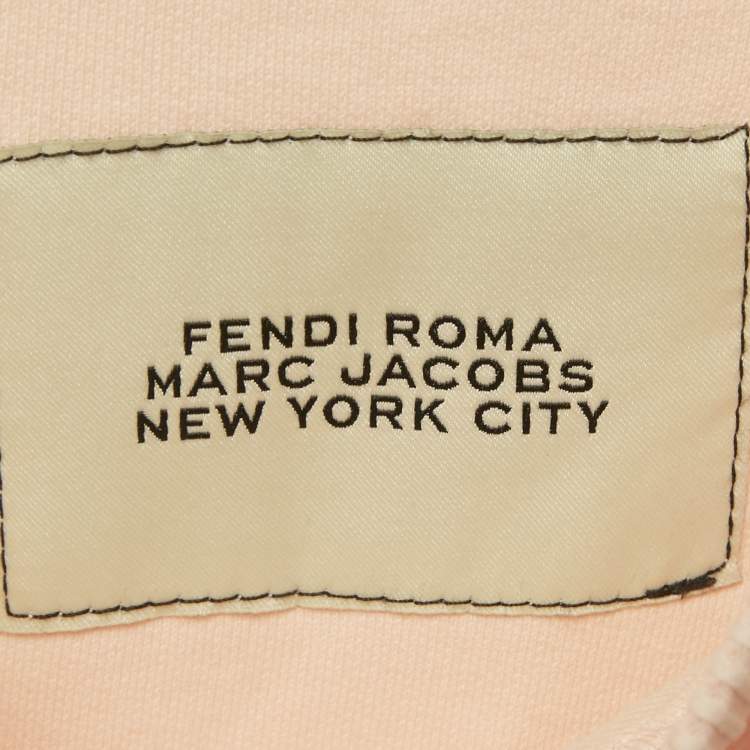 FENDI ROMA
MARC JACOBS
NEW YORK CITY